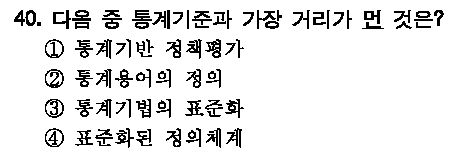 40. 다음 중 통계기준과 가장 거리가 먼 것은?
① 통계기반 정책평가
② 통계용어의 정의
③ 통계기법의 표준화
④ 표준화된 정의체계